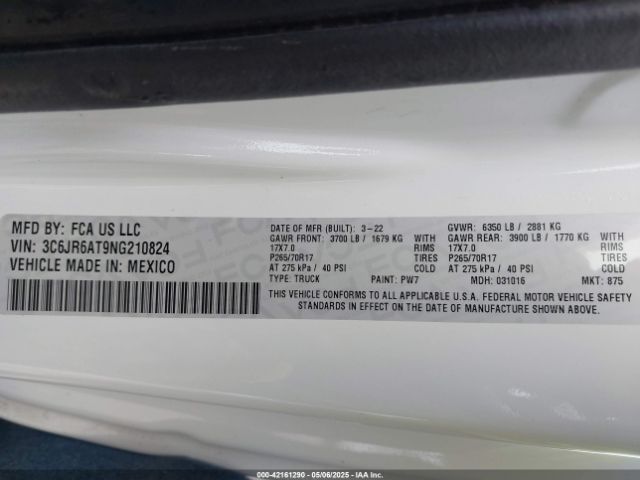 MFD BY: FCA US LLC
VIN: 3C6JR6AT9NG210824
VEHICLE MADE IN: MEXICO
DATE OF MFR (BUILT): 3-22 GVWR: 6350 LB / 2881 KG
GAWR FRONT: 3700 LB / 1679 KG WITH GAWR REAR: 3900 LB / 1770 KG WITH
17X7.0 RIMS 17X7.0 RIMS
P265/70R17 TIRES P265/70R17 TIRES
AT 275 kPa / 40 PSI COLD AT 275 kPa / 40 PSI COLD
TYPE: TRUCK PAINT: PW7 MDH: 031016 MKT: 875
THIS VEHICLE CONFORMS TO ALL APPLICABLE U.S.A. FEDERAL MOTOR VEHICLE SAFETY
STANDARDS IN EFFECT ON THE DATE OF MANUFACTURE SHOWN ABOVE.
000-42161290 - 05/06/2025 - IAAI.COM